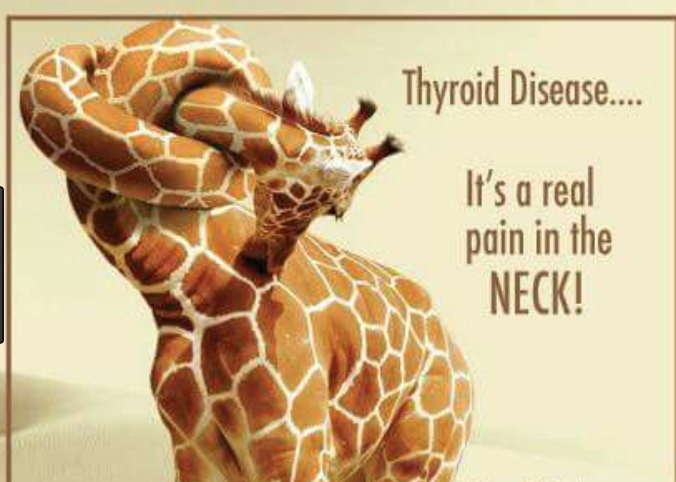 Thyroid Disease....
It's a real
pain in the
NECK!